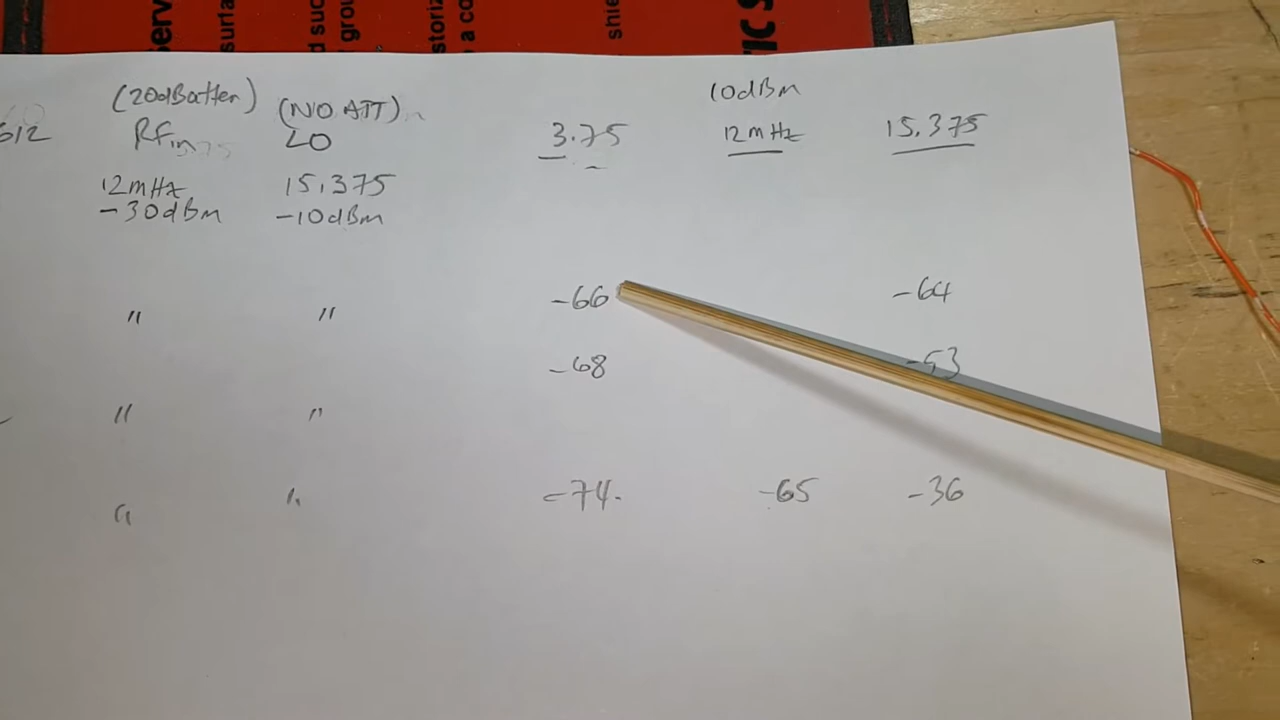 (20dBatten) (NO ATT) 10dBm
612 RFin LO 3.75 12mHz 15.375
12mHz 15.375
-30dBm -10dBm
" " -66 -64
-68 -53
" "
" " -74. -65 -36